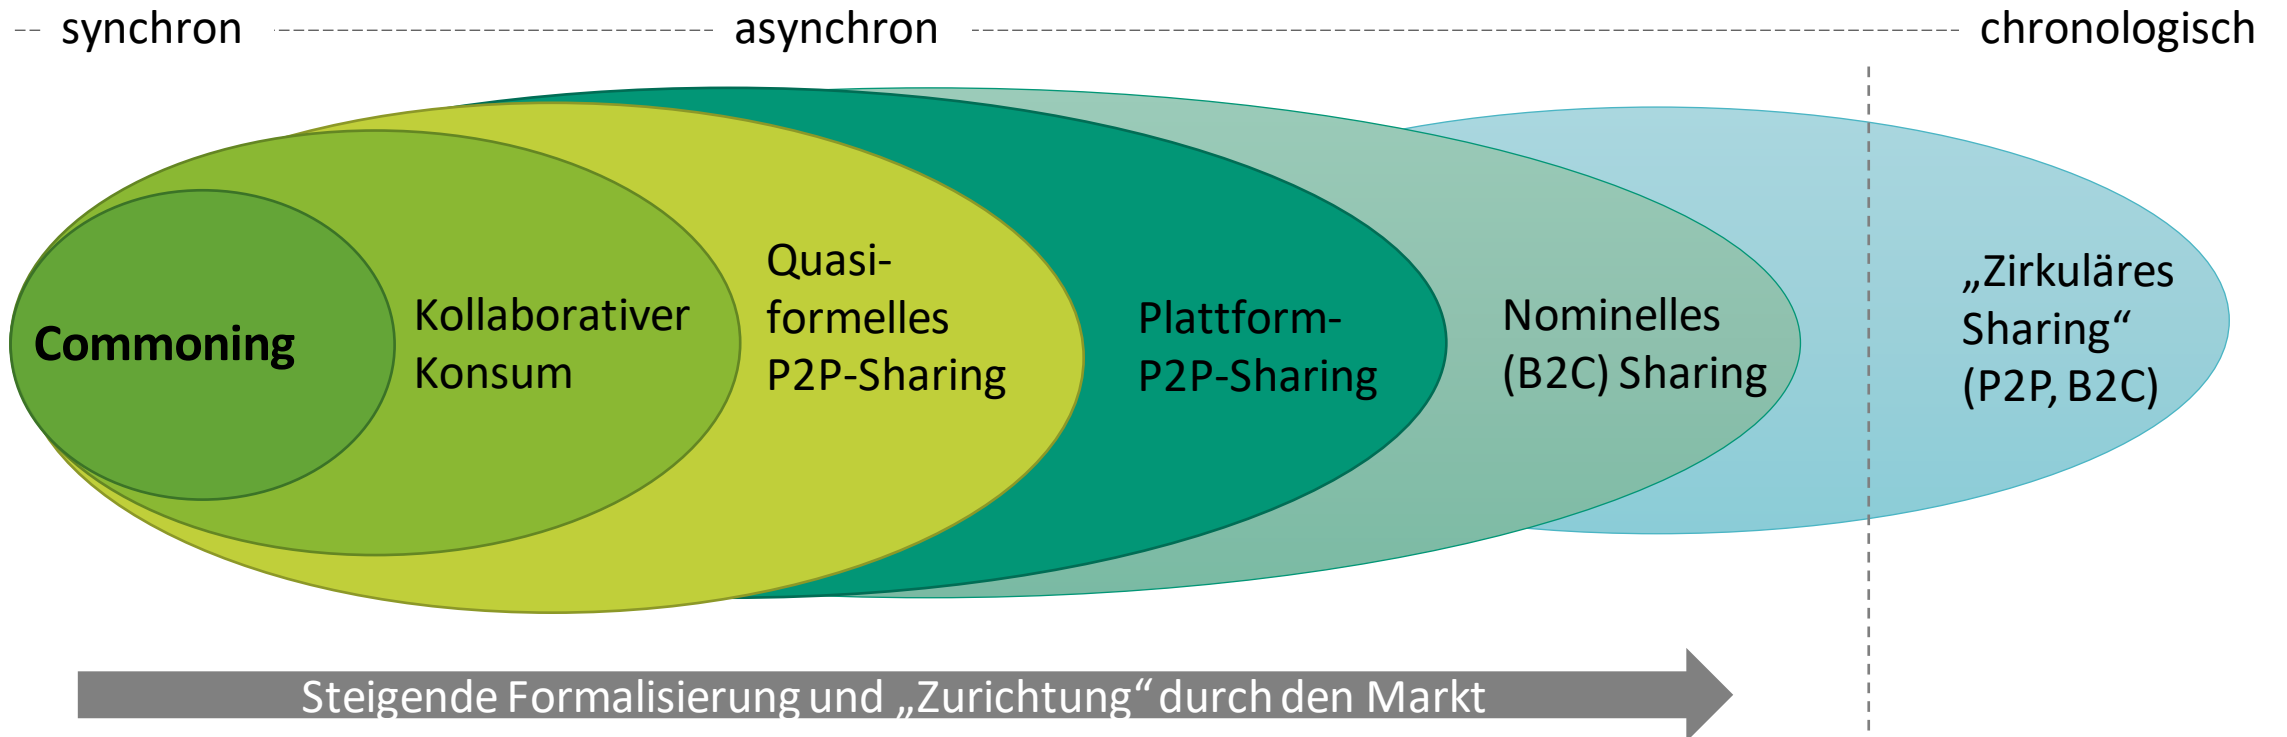 synchron
asynchron
chronologisch
Commoning
Kollaborativer
Konsum
Quasi-
formelles
P2P-Sharing
Plattform-
P2P-Sharing
Nominelles
(B2C) Sharing
„Zirkuläres
Sharing“
(P2P, B2C)
Steigende Formalisierung und „Zurichtung“ durch den Markt